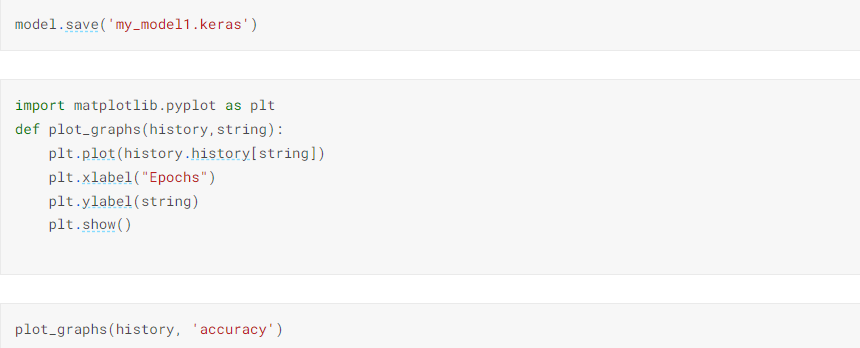 model.save('my_model1.keras')
import matplotlib.pyplot as plt
def plot_graphs(history,string):
    plt.plot(history.history[string])
    plt.xlabel("Epochs")
    plt.ylabel(string)
    plt.show()
plot_graphs(history, 'accuracy')